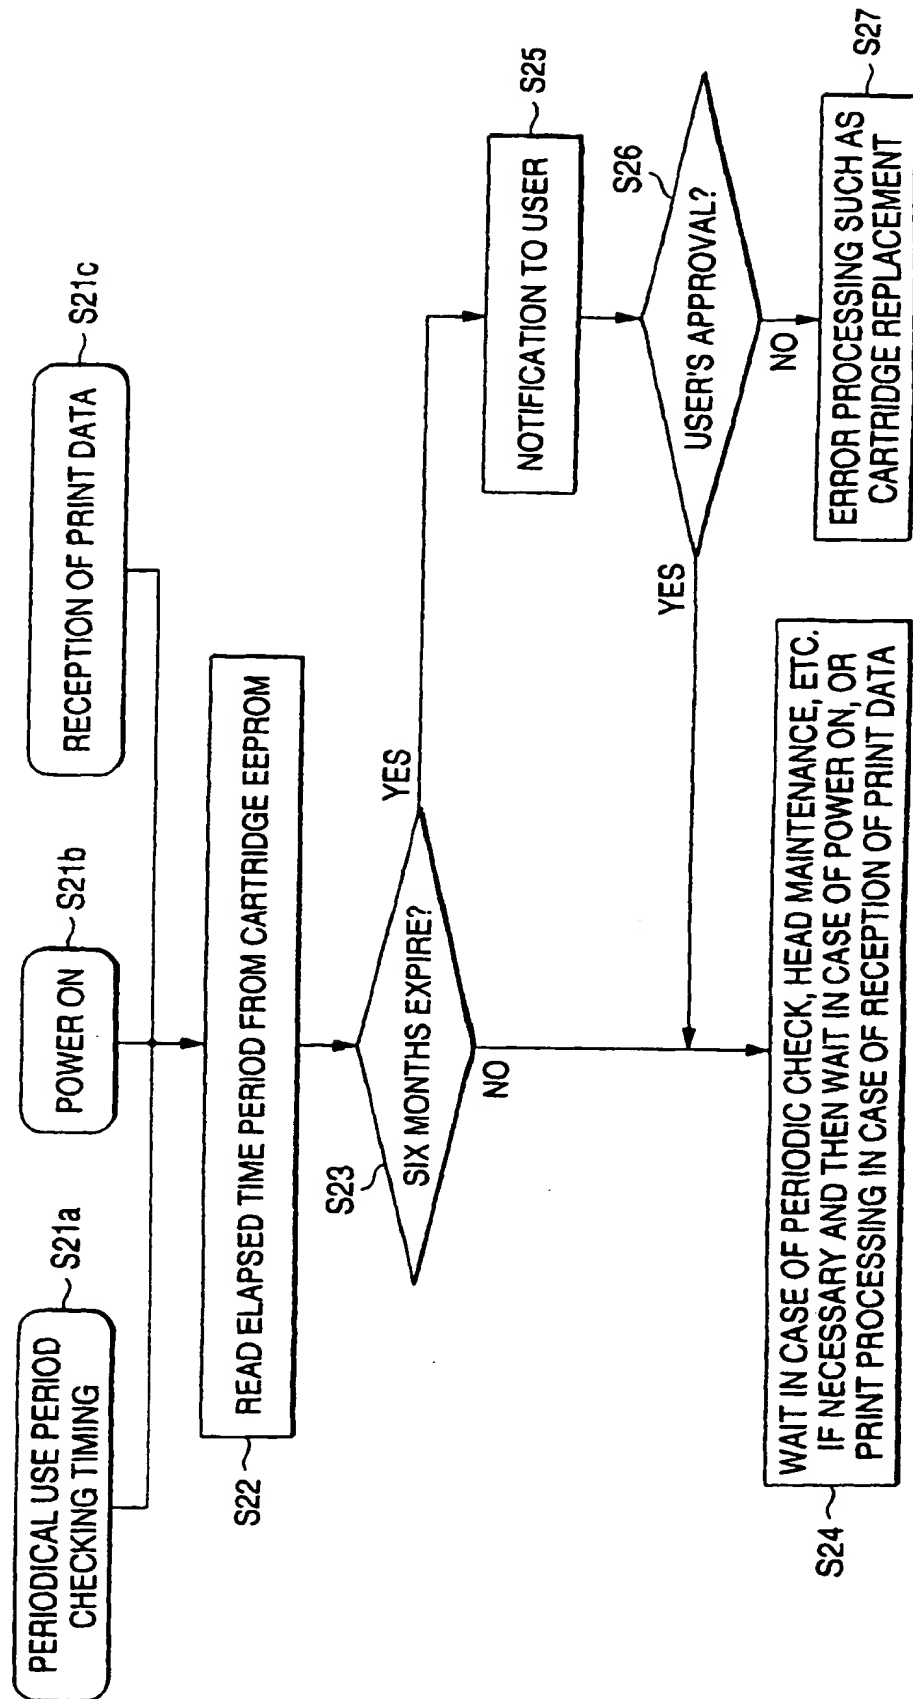 PERIODICAL USE PERIOD
CHECKING TIMING
S21a
POWER ON
S21b
RECEPTION OF PRINT DATA
S21c
S22
READ ELAPSED TIME PERIOD FROM CARTRIDGE EEPROM
S23
SIX MONTHS EXPIRE?
YES
NO
S25
NOTIFICATION TO USER
S26
USER'S APPROVAL?
YES
NO
S24
WAIT IN CASE OF PERIODIC CHECK, HEAD MAINTENANCE, ETC.
IF NECESSARY AND THEN WAIT IN CASE OF POWER ON, OR
PRINT PROCESSING IN CASE OF RECEPTION OF PRINT DATA
S27
ERROR PROCESSING SUCH AS
CARTRIDGE REPLACEMENT